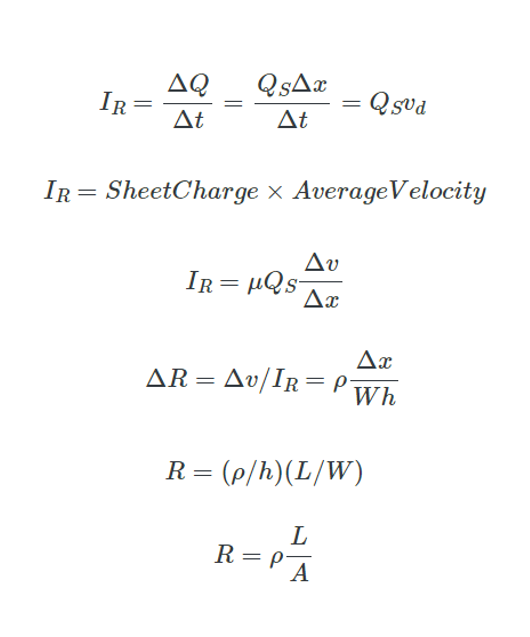 I_R = ΔQ/Δt = Q_SΔx/Δt = Q_Sv_d
I_R = SheetCharge × AverageVelocity
I_R = μQ_S Δv/Δx
ΔR = Δv/I_R = ρ Δx/Wh
R = (ρ/h)(L/W)
R = ρ L/A